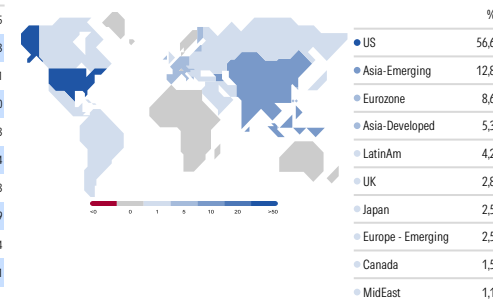 %
US 56,6
Asia-Emerging 12,8
Eurozone 8,6
Asia-Developed 5,3
LatinAm 4,2
UK 2,8
Japan 2,5
Europe - Emerging 2,5
Canada 1,5
MidEast 1,1
<0 0 1 5 10 20 >50